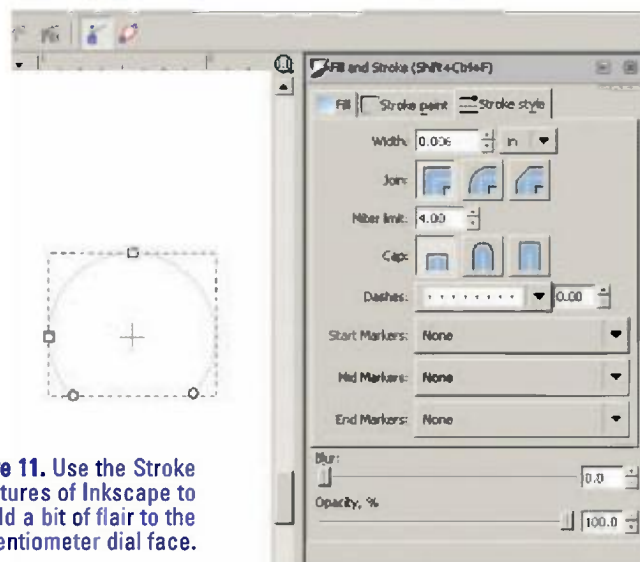 Fill and Stroke (Shift+Ctrl+F)
Fill Stroke paint Stroke style
Width: 0.006 in
Join:
Miter limit: 4.00
Cap:
Dashes: 0.00
Start Markers: None
Mid Markers: None
End Markers: None
Blur:
0.0
Opacity, %
100.0
e 11. Use the Stroke
tures of Inkscape to
ld a bit of flair to the
entiometer dial face.